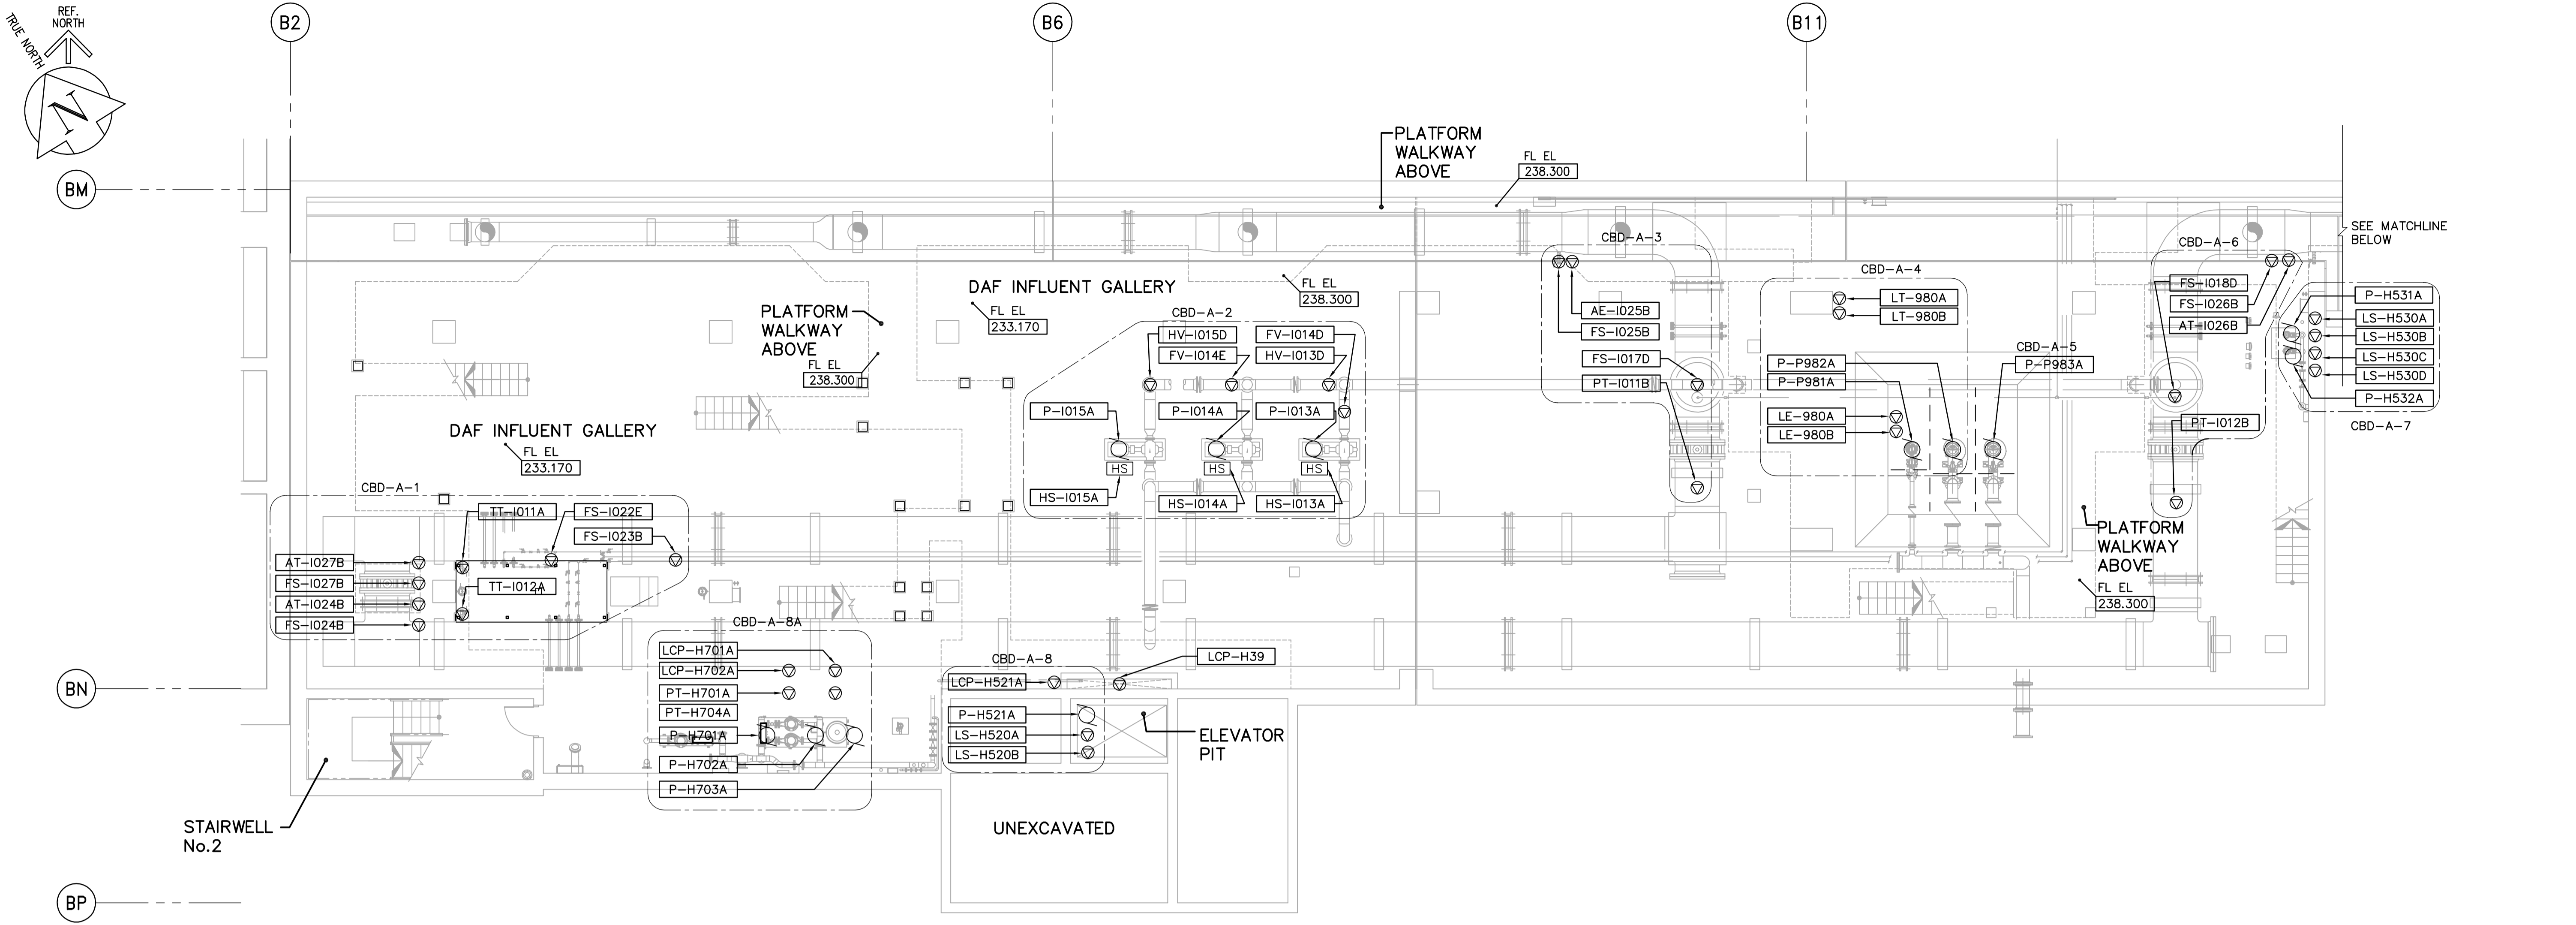 REF.
NORTH
TRUE NORTH
N
B2
B6
B11
BM
BN
BP
PLATFORM
WALKWAY
ABOVE
FL EL
238.300
SEE MATCHLINE
BELOW
DAF INFLUENT GALLERY
FL EL
233.170
FL EL
238.300
PLATFORM
WALKWAY
ABOVE
FL EL
238.300
DAF INFLUENT GALLERY
FL EL
233.170
CBD-A-1
TT-I011A
FS-I022E
FS-I023B
AT-I027B
FS-I027B
AT-I024B
FS-I024B
TT-I012A
CBD-A-2
HV-I015D
FV-I014D
FV-I014E
HV-I013D
P-I015A
P-I014A
P-I013A
HS
HS
HS
HS-I015A
HS-I014A
HS-I013A
CBD-A-3
AE-I025B
FS-I025B
FS-I017D
PT-I011B
CBD-A-4
LT-980A
LT-980B
P-P982A
P-P981A
LE-980A
LE-980B
CBD-A-5
P-P983A
CBD-A-6
FS-I018D
FS-I026B
AT-I026B
PT-I012B
P-H531A
LS-H530A
LS-H530B
LS-H530C
LS-H530D
P-H532A
CBD-A-7
PLATFORM
WALKWAY
ABOVE
FL EL
238.300
CBD-A-8A
LCP-H701A
LCP-H702A
PT-H701A
PT-H704A
P-H701A
P-H702A
P-H703A
CBD-A-8
LCP-H39
LCP-H521A
P-H521A
LS-H520A
LS-H520B
ELEVATOR
PIT
UNEXCAVATED
STAIRWELL
No.2